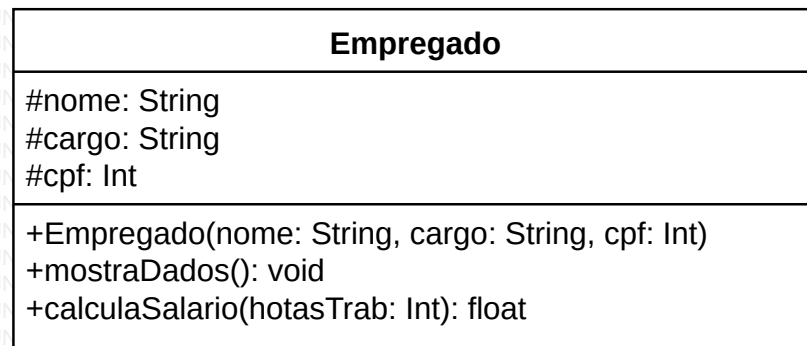 Empregado
#nome: String
#cargo: String
#cpf: Int
+Empregado(nome: String, cargo: String, cpf: Int)
+mostraDados(): void
+calculaSalario(hotasTrab: Int): float